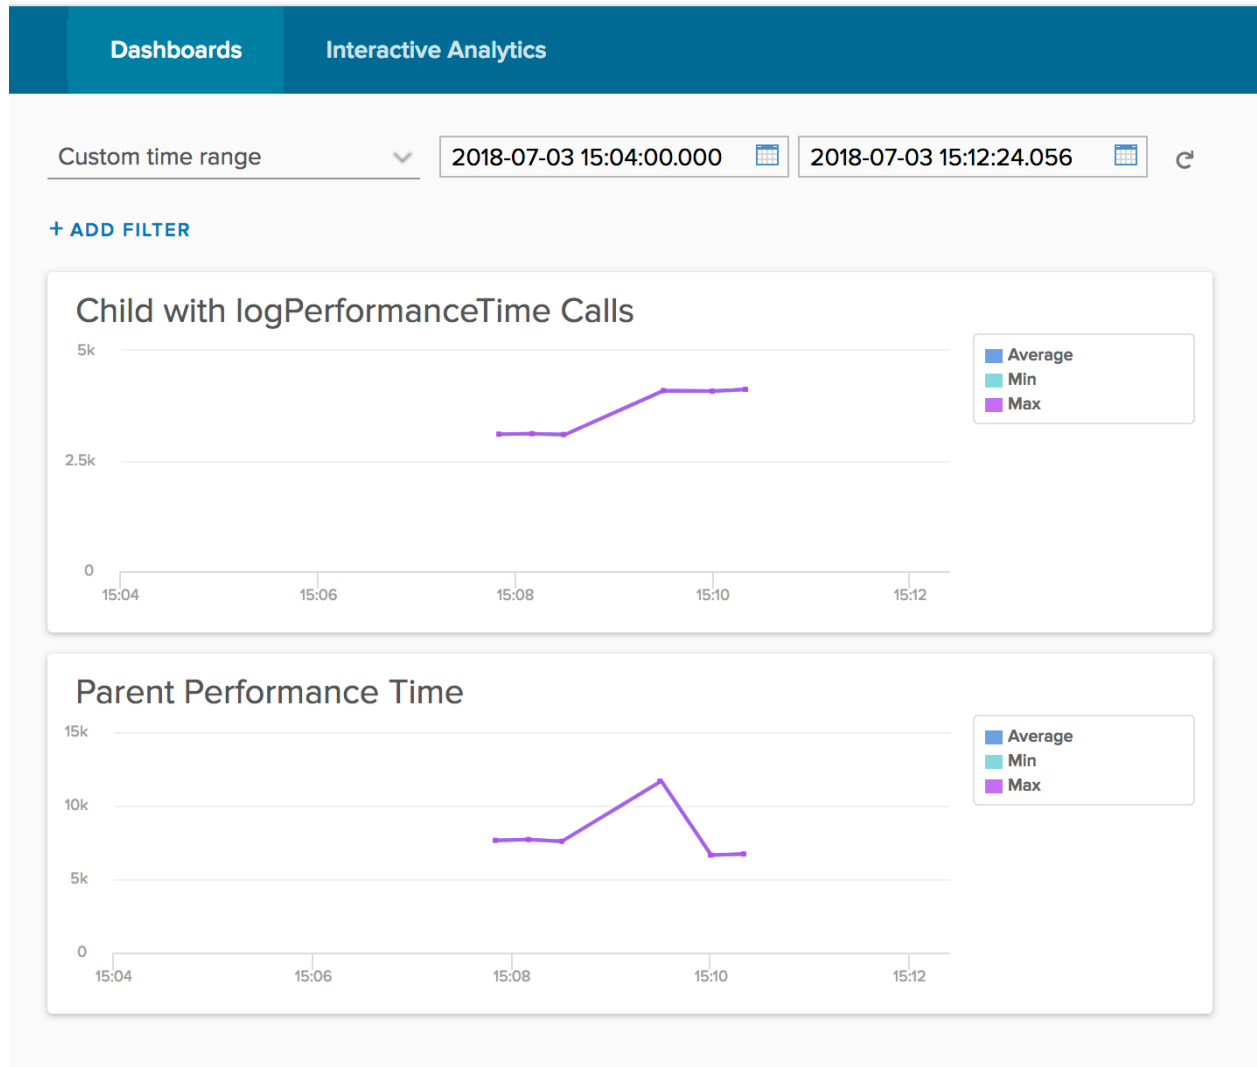 Dashboards Interactive Analytics
Custom time range 2018-07-03 15:04:00.000 2018-07-03 15:12:24.056
+ ADD FILTER
Child with logPerformanceTime Calls
5k
2.5k
0
15:04 15:06 15:08 15:10 15:12
Average
Min
Max
Parent Performance Time
15k
10k
5k
0
15:04 15:06 15:08 15:10 15:12
Average
Min
Max